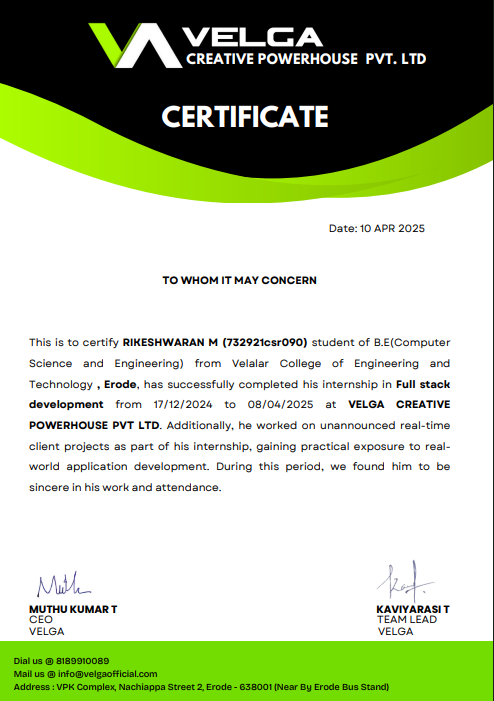 VELGA
CREATIVE POWERHOUSE PVT. LTD
CERTIFICATE
Date: 10 APR 2025
TO WHOM IT MAY CONCERN
This is to certify RIKESHWARAN M (732921csr090) student of B.E(Computer
Science and Engineering) from Velalar College of Engineering and
Technology , Erode, has successfully completed his internship in Full stack
development from 17/12/2024 to 08/04/2025 at VELGA CREATIVE
POWERHOUSE PVT LTD. Additionally, he worked on unannounced real-time
client projects as part of his internship, gaining practical exposure to real-
world application development. During this period, we found him to be
sincere in his work and attendance.
MUTHU KUMAR T
CEO
VELGA
KAVIYARASI T
TEAM LEAD
VELGA
Dial us @ 8189910089
Mail us @ info@velgaofficial.com
Address : VPK Complex, Nachiappa Street 2, Erode - 638001 (Near By Erode Bus Stand)